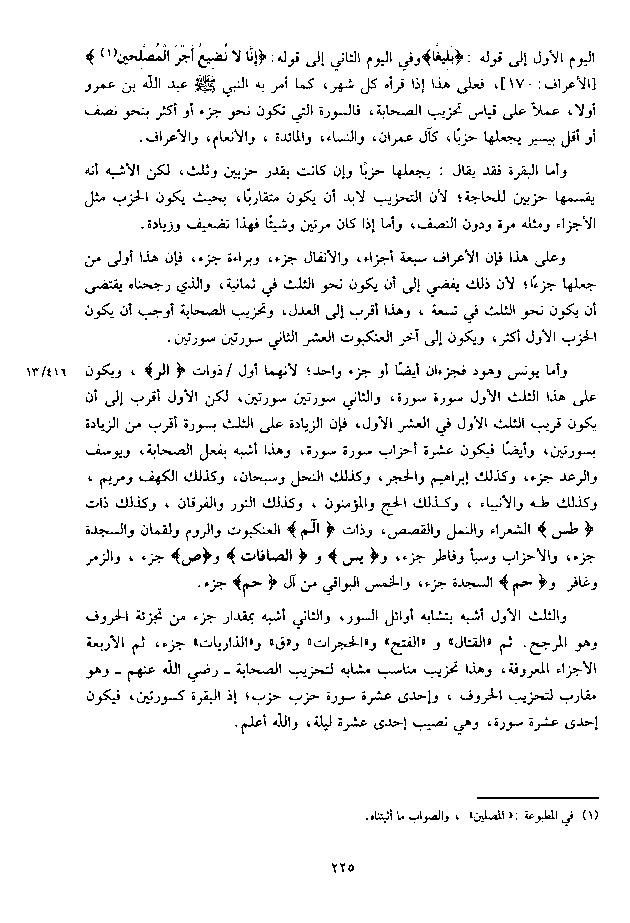 اليوم الأول إلى قوله : ﴿بَلِيغًا﴾ وفي اليوم الثاني إلى قوله : ﴿إِنَّا لا نُضِيعُ أَجْرَ الْمُصْلِحِين(١)﴾
[الأعراف: ١٧٠]، فعلى هذا إذا قرأه كل شهر، كما أمر به النبي ﷺ عبد الله بن عمرو
أولا، عملاً على قياس تحزيب الصحابة، فالسورة التي تكون نحو جزء أو أكثر بنحو نصف
أو أقل بيسير يجعلها حزبًا، كآل عمران، والنساء، والمائدة ، والأنعام، والأعراف.
وأما البقرة فقد يقال : يجعلها حزبًا وإن كانت بقدر حزبين وثلث، لكن الأشبه أنه
يقسمها حزبين للحاجة؛ لأن التحزيب لابد أن يكون متقاربًا، بحيث يكون الحزب مثل
الأجزاء ومثله مرة ودون النصف، وأما إذا كان مرتين وشيئًا فهذا تضعيف وزيادة.
وعلى هذا فإن الأعراف سبعة أجزاء، والأنفال جزء، وبراءة جزء، فإن هذا أولى من
جعلها جزءًا؛ لأن ذلك يفضي إلى أن يكون نحو الثلث في ثمانية، والذي رجحناه يقتضى
أن يكون نحو الثلث في تسعة ، وهذا أقرب إلى العدل، وتحزيب الصحابة أوجب أن يكون
الحزب الأول أكثر، ويكون إلى آخر العنكبوت العشر الثاني سورتين سورتين.
وأما يونس وهود فجزءان أيضًا أو جزء واحد؛ لأنهما أول / ذوات ﴿ الر﴾ ، ويكون ١٣/٤١٦
على هذا الثلث الأول سورة سورة، والثاني سورتين سورتين، لكن الأول أقرب إلى أن
يكون قريب الثلث الأول في العشر الأول، فإن الزيادة على الثلث بسورة أقرب من الزيادة
بسورتين، وأيضًا فيكون عشرة أحزاب سورة سورة، وهذا أشبه بفعل الصحابة، ويوسف
والرعد جزء، وكذلك إبراهيم والحجر، وكذلك النحل وسبحان، وكذلك الكهف ومريم ،
وكذلك طـه والأنبياء ، وكـذلك الحج والمؤمنون ، وكذلك النور والفرقان ، وكذلك ذات
﴿ طس ﴾ الشعراء والنمل والقصص، وذات ﴿ الٓم ﴾ العنكبوت والروم ولقمان والسجدة
جزء، والأحزاب وسبأ وفاطر جزء، و﴿ يس ﴾ و ﴿ الصافات ﴾ و﴿ص﴾ جزء ، والزمر
وغافر و﴿ حم ﴾ السجدة جزء، والخمس البواقي من آل ﴿ حم﴾ جزء.
والثلث الأول أشبه بتشابه أوائل السور، والثاني أشبه بمقدار جزء من تجزئة الحروف
وهو المرجح. ثم «القتال» و «الفتح» و«الحجرات» و«ق» و«الذاريات» جزء، ثم الأربعة
الأجزاء المعروفة، وهذا تحزيب مناسب مشابه لتحزيب الصحابة ـ رضي الله عنهم ـ وهو
مقارب لتحزيب الحروف ، وإحدى عشرة سورة حزب حزب؛ إذ البقرة كسورتين، فيكون
إحدى عشرة سورة، وهي نصيب إحدى عشرة ليلة، والله أعلم.
(١) في المطبوعة : «المصلين» ، والصواب ما أثبتناه.
٢٢٥